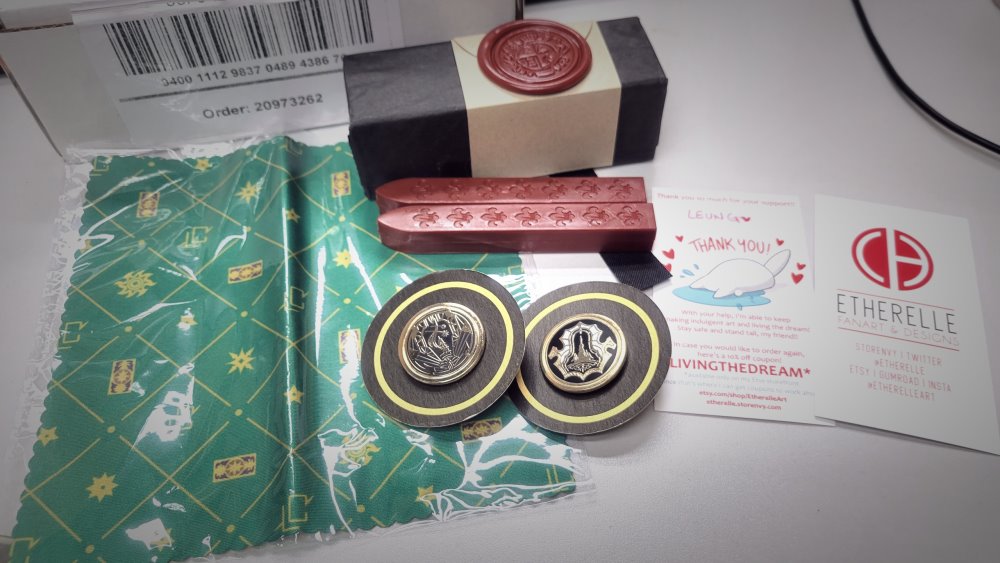 3400 1112 9837 0489 4386 7
Order: 20973262
Thank you so much for your support!!
LEUNG
THANK YOU!
With your help, I'm able to keep
making indulgent art and living the dream!
Stay safe and stand tall, my friend!!
In case you would like to order again,
here's a 10% off coupon!
LIVINGTHEDREAM*
etsy.com/shop/EtherelleArt
etherelle.storenvy.com
ETHERELLE
FANART & DESIGNS
STORENVY | TWITTER
@ETHERELLE
ETSY | GUMROAD | INSTA
@ETHERELLEART